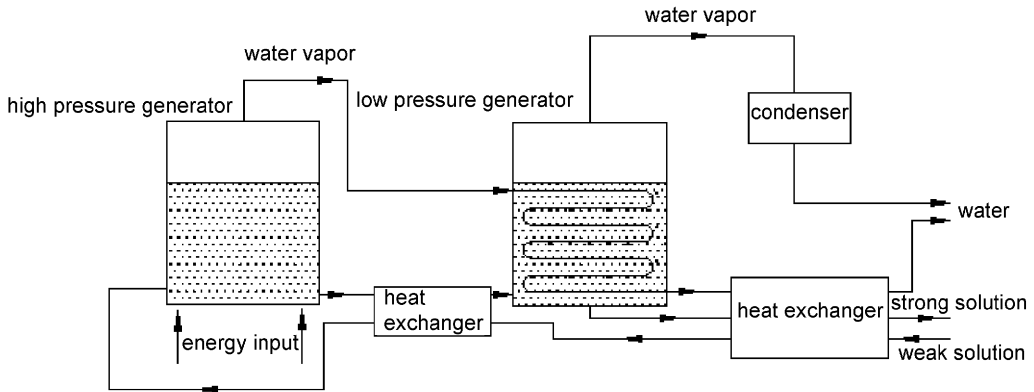 water vapor
water vapor
high pressure generator
low pressure generator
condenser
water
heat
exchanger
heat exchanger
strong solution
energy input
weak solution